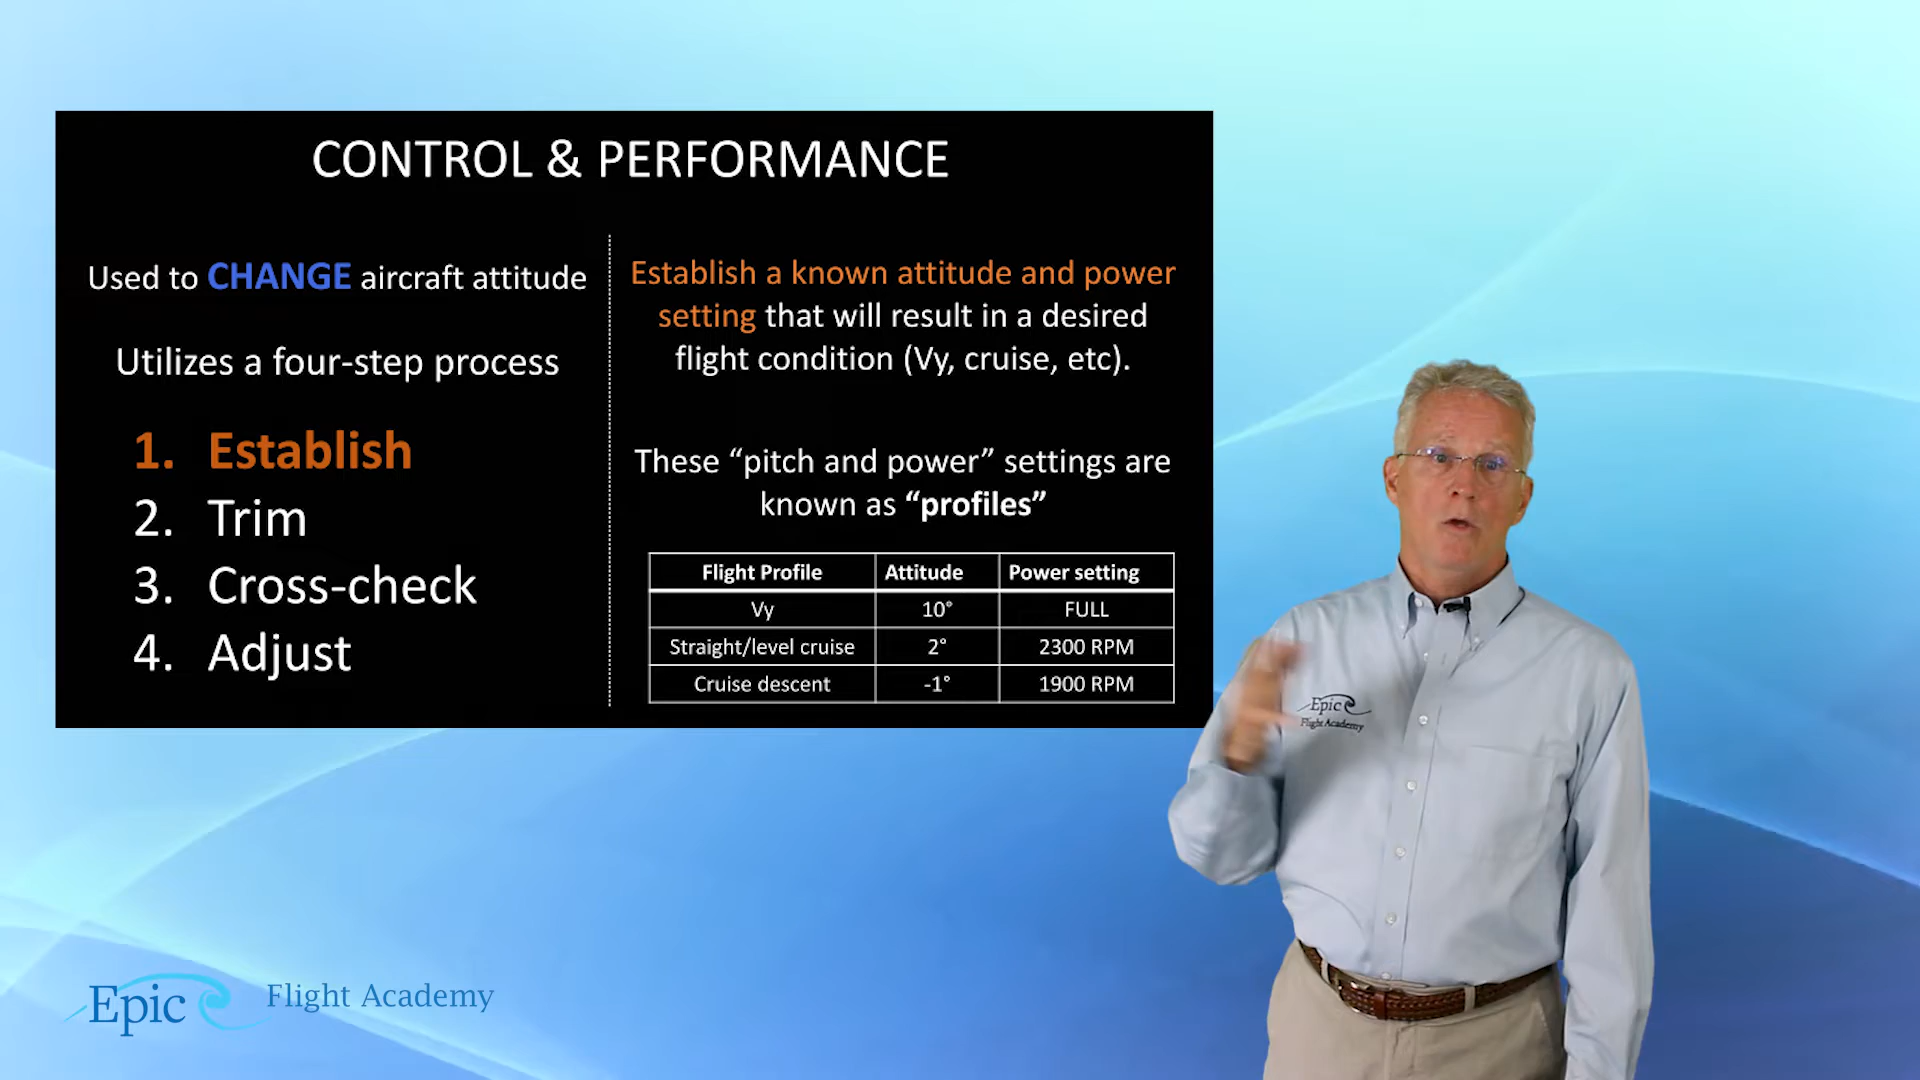 CONTROL & PERFORMANCE
Used to CHANGE aircraft attitude
Utilizes a four-step process
1. Establish
2. Trim
3. Cross-check
4. Adjust
Establish a known attitude and power
setting that will result in a desired
flight condition (Vy, cruise, etc).
These “pitch and power” settings are
known as “profiles”
Flight Profile Attitude Power setting
Vy 10° FULL
Straight/level cruise 2° 2300 RPM
Cruise descent -1° 1900 RPM
Epic
Flight Academy
Epic Flight Academy